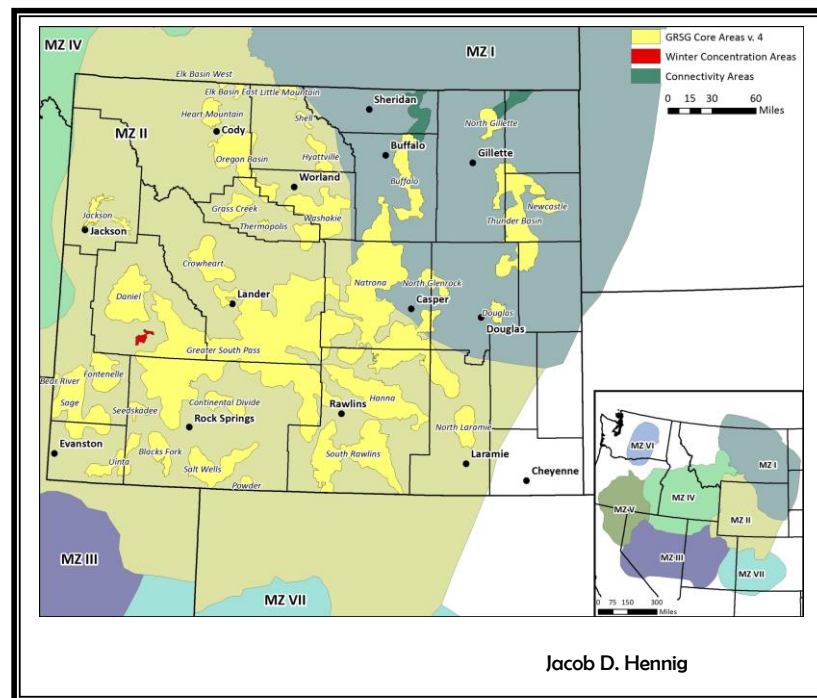 MZ IV
MZ I
GRSG Core Areas v. 4
Winter Concentration Areas
Connectivity Areas
0 15 30 60
Miles
Elk Basin West
Elk Basin East
Little Mountain
Sheridan
Heart Mountain
Shell
North Gillette
MZ II
Cody
Buffalo
Gillette
Oregon Basin
Hyattville
Worland
Buffalo
Newcastle
Grass Creek
Washakie
Thunder Basin
Jackson
Jackson
Thermopolis
Crowheart
Daniel
Natrona
North Glenrock
Lander
Casper
Douglas
Douglas
Greater South Pass
Bear River
Fontenelle
Sage
Seedskadee
Continental Divide
Rawlins
Hanna
Rock Springs
North Laramie
Evanston
Blacks Fork
South Rawlins
Uinta
Salt Wells
Laramie
Powder
Cheyenne
MZ III
MZ VII
MZ VI
MZ I
MZ V
MZ IV
MZ II
MZ III
MZ VII
0 75 150 300
Miles
Jacob D. Hennig